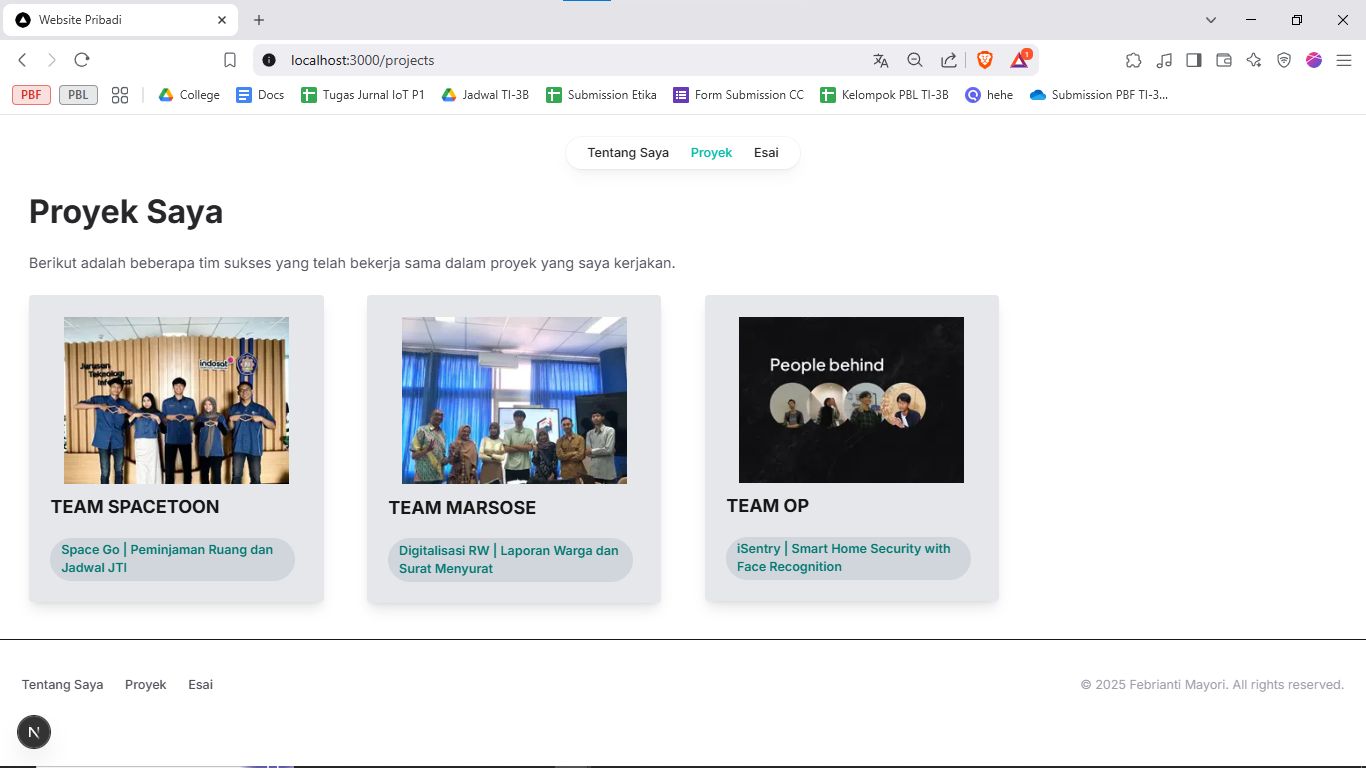 Website Pribadi
localhost:3000/projects
1
PBF
PBL
College
Docs
Tugas Jurnal IoT P1
Jadwal TI-3B
Submission Etika
Form Submission CC
Kelompok PBL TI-3B
hehe
Submission PBF TI-3...
Tentang Saya
Proyek
Esai
Proyek Saya
Berikut adalah beberapa tim sukses yang telah bekerja sama dalam proyek yang saya kerjakan.
Jurusan
Teknologi
Informasi
indosat
TEAM SPACETOON
Space Go | Peminjaman Ruang dan
Jadwal JTI
TEAM MARSOSE
Digitalisasi RW | Laporan Warga dan
Surat Menyurat
People behind
TEAM OP
iSentry | Smart Home Security with
Face Recognition
Tentang Saya
Proyek
Esai
© 2025 Febrianti Mayori. All rights reserved.
N